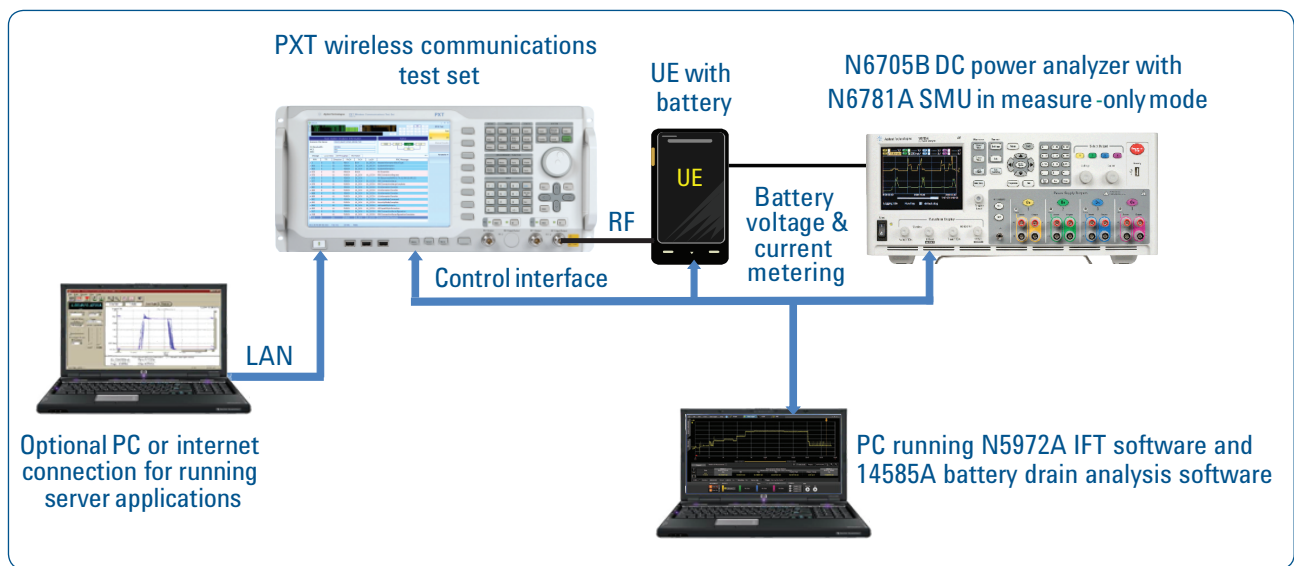 PXT wireless communications
test set
UE with
battery
N6705B DC power analyzer with
N6781A SMU in measure-only mode
PXT
UE
RF
Battery
voltage &
current
metering
Control interface
LAN
Optional PC or internet
connection for running
server applications
PC running N5972A IFT software and
14585A battery drain analysis software